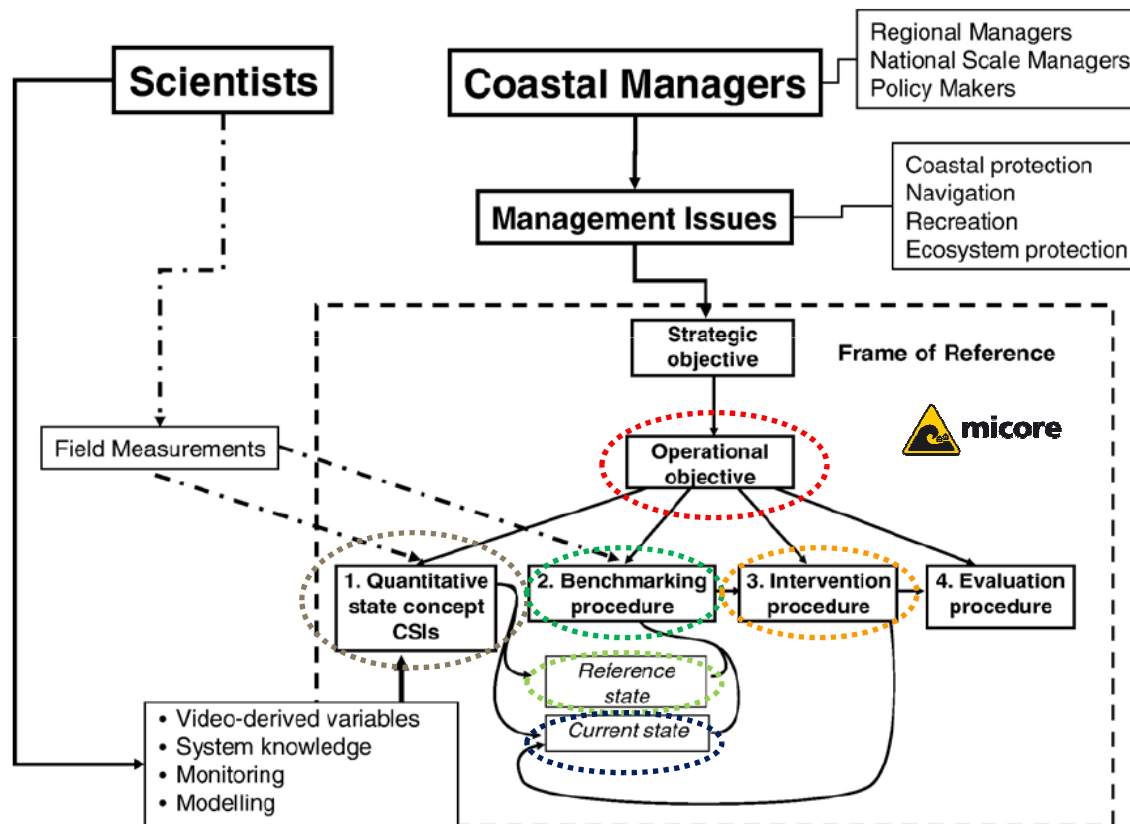 Scientists
Coastal Managers
Regional Managers
National Scale Managers
Policy Makers
Management Issues
Coastal protection
Navigation
Recreation
Ecosystem protection
Strategic
objective
Frame of Reference
micore
Field Measurements
Operational
objective
1. Quantitative
state concept
CSIs
2. Benchmarking
procedure
3. Intervention
procedure
4. Evaluation
procedure
Reference
state
Current state
• Video-derived variables
• System knowledge
• Monitoring
• Modelling